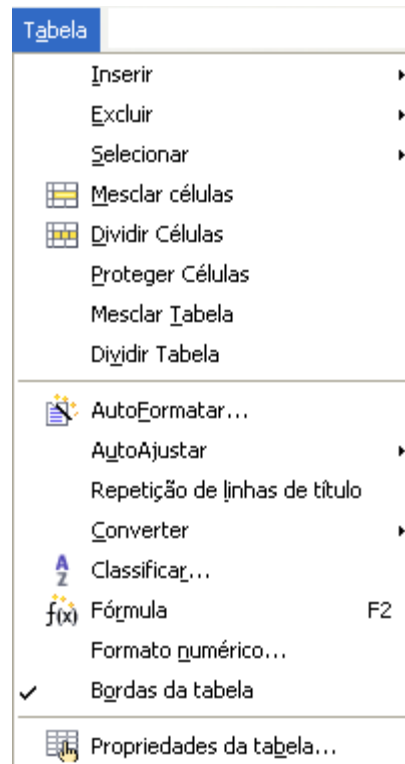 Tabela
Inserir
Excluir
Selecionar
Mesclar células
Dividir Células
Proteger Células
Mesclar Tabela
Dividir Tabela
AutoFormatar...
AutoAjustar
Repetição de linhas de título
Converter
A
Z
Classificar...
f(x) Fórmula F2
Formato numérico...
Bordas da tabela
Propriedades da tabela...